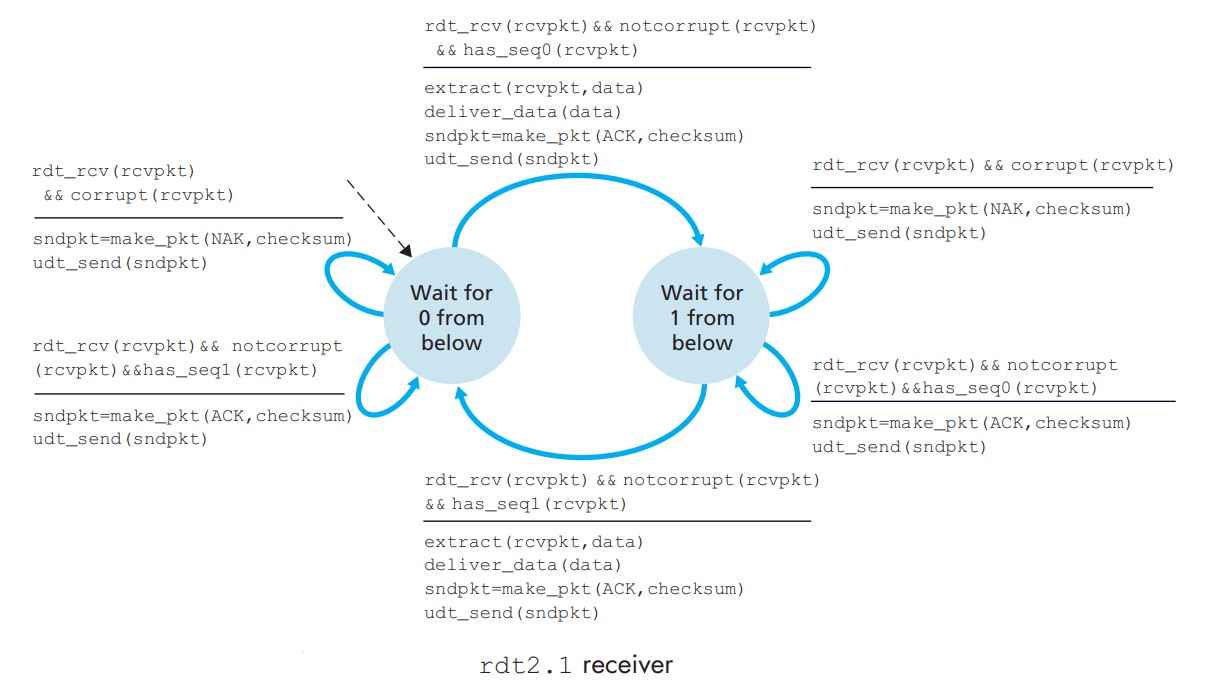 rdt_rcv(rcvpkt)&& notcorrupt(rcvpkt)
&& has_seq0(rcvpkt)
extract(rcvpkt,data)
deliver_data(data)
sndpkt=make_pkt(ACK,checksum)
udt_send(sndpkt)
rdt_rcv(rcvpkt)
&& corrupt(rcvpkt)
sndpkt=make_pkt(NAK,checksum)
udt_send(sndpkt)
rdt_rcv(rcvpkt) && corrupt(rcvpkt)
sndpkt=make_pkt(NAK,checksum)
udt_send(sndpkt)
Wait for
0 from
below
Wait for
1 from
below
rdt_rcv(rcvpkt)&& notcorrupt
(rcvpkt)&&has_seq1(rcvpkt)
sndpkt=make_pkt(ACK,checksum)
udt_send(sndpkt)
rdt_rcv(rcvpkt)&& notcorrupt
(rcvpkt)&&has_seq0(rcvpkt)
sndpkt=make_pkt(ACK,checksum)
udt_send(sndpkt)
rdt_rcv(rcvpkt) && notcorrupt(rcvpkt)
&& has_seq1(rcvpkt)
extract(rcvpkt,data)
deliver_data(data)
sndpkt=make_pkt(ACK,checksum)
udt_send(sndpkt)
rdt2.1 receiver